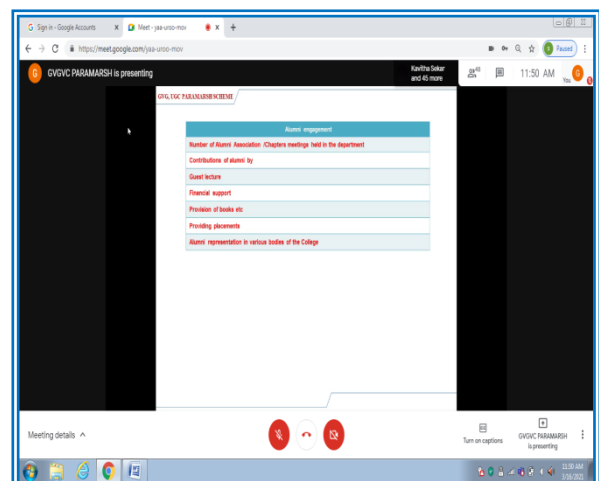 Sign in - Google Accounts
Meet - yaa-uroo-mov
https://meet.google.com/yaa-uroo-mov
Paused
G
GVGVC PARAMARSH is presenting
Kavitha Sekar
and 45 more
11:50 AM
You
G
GVG, UGC PARAMARSH SCHEME
Alumni engagement
Number of Alumni Association /Chapters meetings held in the department
Contributions of alumni by
Guest lecture
Financial support
Provision of books etc
Providing placements
Alumni representation in various bodies of the College
Meeting details
Turn on captions
GVGVC PARAMARSH
is presenting
11:50 AM
3/16/2021